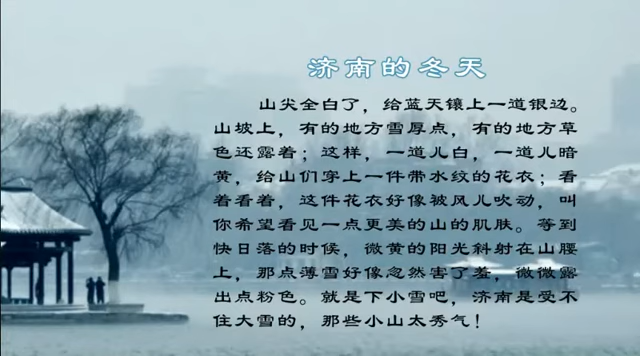 济南的冬天
山尖全白了，给蓝天镶上一道银边。
山坡上，有的地方雪厚点，有的地方草
色还露着；这样，一道儿白，一道儿暗
黄，给山们穿上一件带水纹的花衣；看
着看着，这件花衣好像被风儿吹动，叫
你希望看见一点更美的山的肌肤。等到
快日落的时候，微黄的阳光斜射在山腰
上，那点薄雪好像忽然害了羞，微微露
出点粉色。就是下小雪吧，济南是受不
住大雪的，那些小山太秀气！